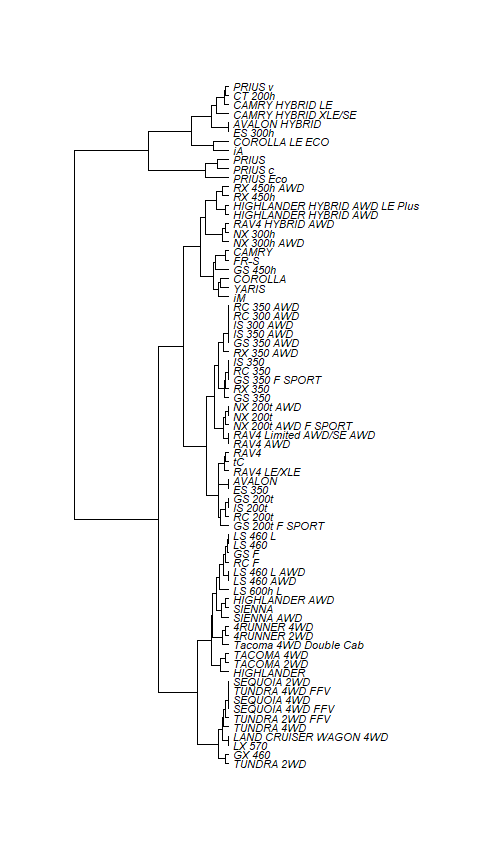 PRIUS v
CT 200h
CAMRY HYBRID LE
CAMRY HYBRID XLE/SE
AVALON HYBRID
ES 300h
COROLLA LE ECO
iA
PRIUS
PRIUS c
PRIUS Eco
RX 450h AWD
RX 450h
HIGHLANDER HYBRID AWD LE Plus
HIGHLANDER HYBRID AWD
RAV4 HYBRID AWD
NX 300h
NX 300h AWD
CAMRY
FR-S
GS 450h
COROLLA
YARIS
iM
RC 350 AWD
RC 300 AWD
IS 300 AWD
IS 350 AWD
GS 350 AWD
RX 350 AWD
IS 350
RC 350
GS 350 F SPORT
RX 350
GS 350
NX 200t AWD
NX 200t
NX 200t AWD F SPORT
RAV4 Limited AWD/SE AWD
RAV4 AWD
RAV4
tC
RAV4 LE/XLE
AVALON
ES 350
GS 200t
IS 200t
RC 200t
GS 200t F SPORT
LS 460 L
LS 460
GS F
RC F
LS 460 L AWD
LS 460 AWD
LS 600h L
HIGHLANDER AWD
SIENNA
SIENNA AWD
4RUNNER 4WD
4RUNNER 2WD
Tacoma 4WD Double Cab
TACOMA 4WD
TACOMA 2WD
HIGHLANDER
SEQUOIA 2WD
TUNDRA 4WD FFV
SEQUOIA 4WD
SEQUOIA 4WD FFV
TUNDRA 2WD FFV
TUNDRA 4WD
LAND CRUISER WAGON 4WD
LX 570
GX 460
TUNDRA 2WD